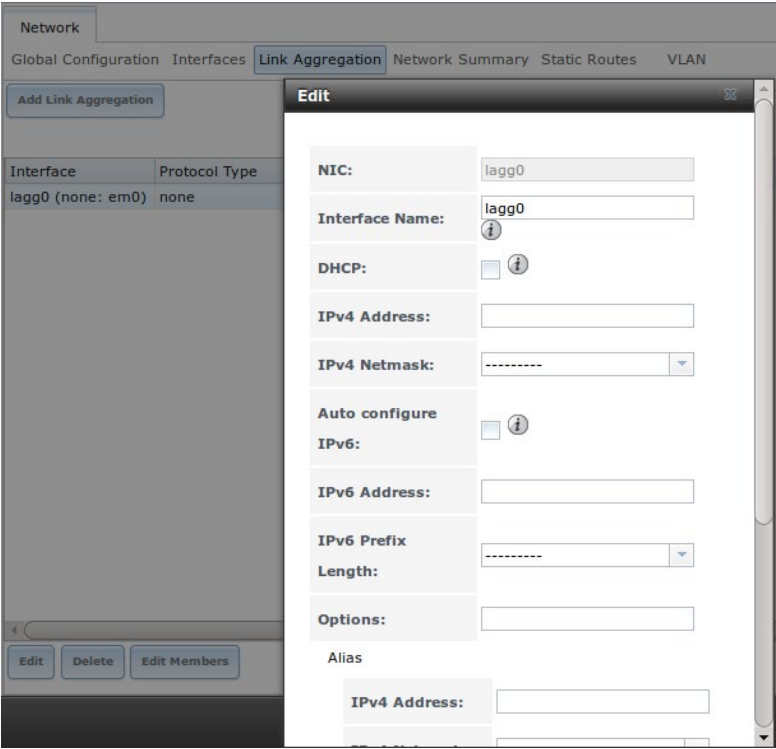 Network
Global Configuration Interfaces Link Aggregation Network Summary Static Routes VLAN
Add Link Aggregation
Edit
Interface Protocol Type
lagg0 (none: em0) none
NIC: lagg0
Interface Name: lagg0
i
DHCP: i
IPv4 Address:
IPv4 Netmask: ---------
Auto configure
IPv6: i
IPv6 Address:
IPv6 Prefix
Length: ---------
Options:
Alias
IPv4 Address:
Edit Delete Edit Members